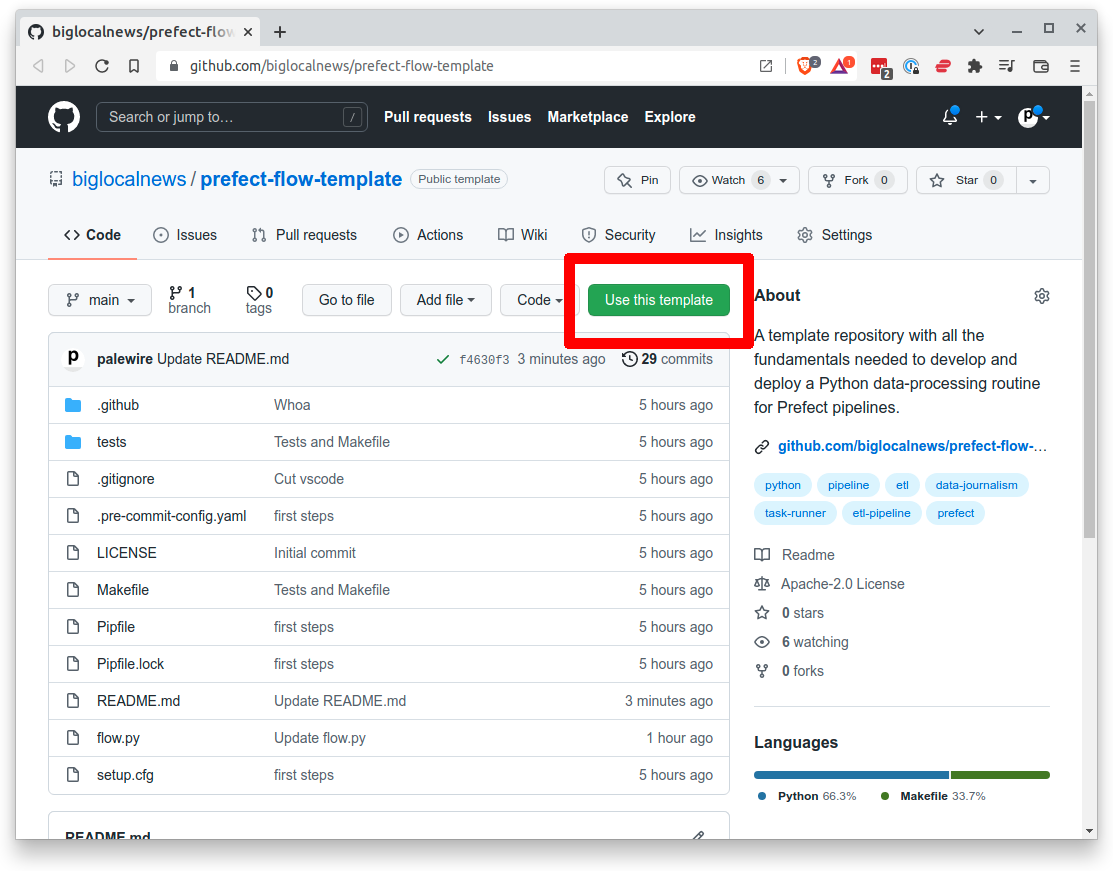 biglocalnews/prefect-flow
github.com/biglocalnews/prefect-flow-template
2
1
2
Search or jump to…
/
Pull requests
Issues
Marketplace
Explore
biglocalnews / prefect-flow-template
Public template
Pin
Watch 6
Fork 0
Star 0
Code
Issues
Pull requests
Actions
Wiki
Security
Insights
Settings
main
1 branch
0 tags
Go to file
Add file
Code
Use this template
palewire Update README.md
f4630f3 3 minutes ago
29 commits
.github Whoa 5 hours ago
tests Tests and Makefile 5 hours ago
.gitignore Cut vscode 5 hours ago
.pre-commit-config.yaml first steps 5 hours ago
LICENSE Initial commit 5 hours ago
Makefile Tests and Makefile 5 hours ago
Pipfile first steps 5 hours ago
Pipfile.lock first steps 5 hours ago
README.md Update README.md 3 minutes ago
flow.py Update flow.py 1 hour ago
setup.cfg first steps 5 hours ago
README.md
About
A template repository with all the
fundamentals needed to develop and
deploy a Python data-processing routine
for Prefect pipelines.
github.com/biglocalnews/prefect-flow-…
python pipeline etl data-journalism
task-runner etl-pipeline prefect
Readme
Apache-2.0 License
0 stars
6 watching
0 forks
Languages
Python 66.3% Makefile 33.7%